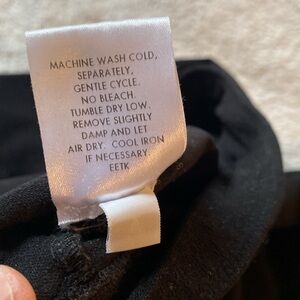 MACHINE WASH COLD,
SEPARATELY,
GENTLE CYCLE.
NO BLEACH.
TUMBLE DRY LOW.
REMOVE SLIGHTLY
DAMP AND LET
AIR DRY. COOL IRON
IF NECESSARY.
EETK